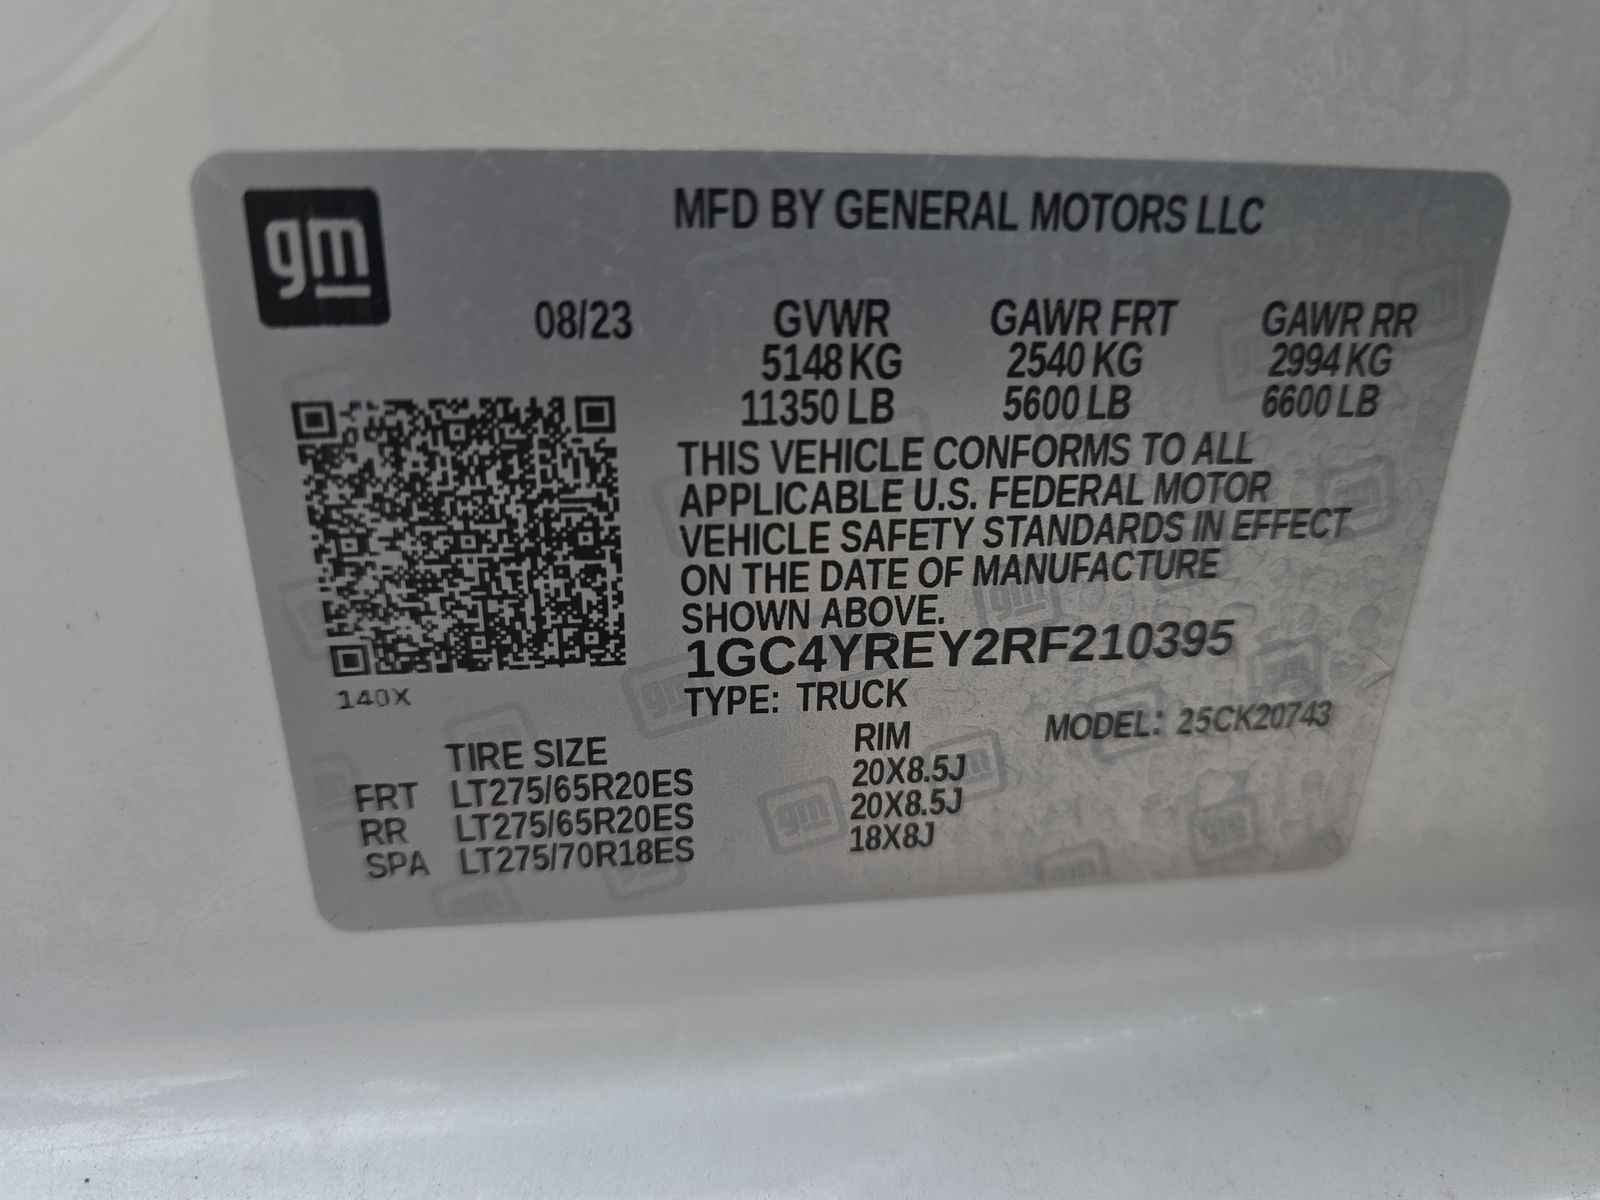 gm
MFD BY GENERAL MOTORS LLC
08/23 GVWR GAWR FRT GAWR RR
5148 KG 2540 KG 2994 KG
11350 LB 5600 LB 6600 LB
THIS VEHICLE CONFORMS TO ALL
APPLICABLE U.S. FEDERAL MOTOR
VEHICLE SAFETY STANDARDS IN EFFECT
ON THE DATE OF MANUFACTURE
SHOWN ABOVE.
1GC4YREY2RF210395
140X
TYPE: TRUCK
MODEL: 25CK20743
TIRE SIZE RIM
FRT LT275/65R20ES 20X8.5J
RR LT275/65R20ES 20X8.5J
SPA LT275/70R18ES 18X8J